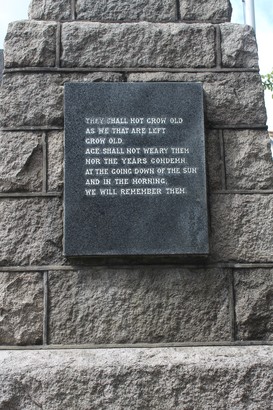 THEY SHALL NOT GROW OLD
AS WE THAT ARE LEFT
GROW OLD.
AGE SHALL NOT WEARY THEM
NOR THE YEARS CONDEMN.
AT THE GOING DOWN OF THE SUN
AND IN THE MORNING,
WE WILL REMEMBER THEM.